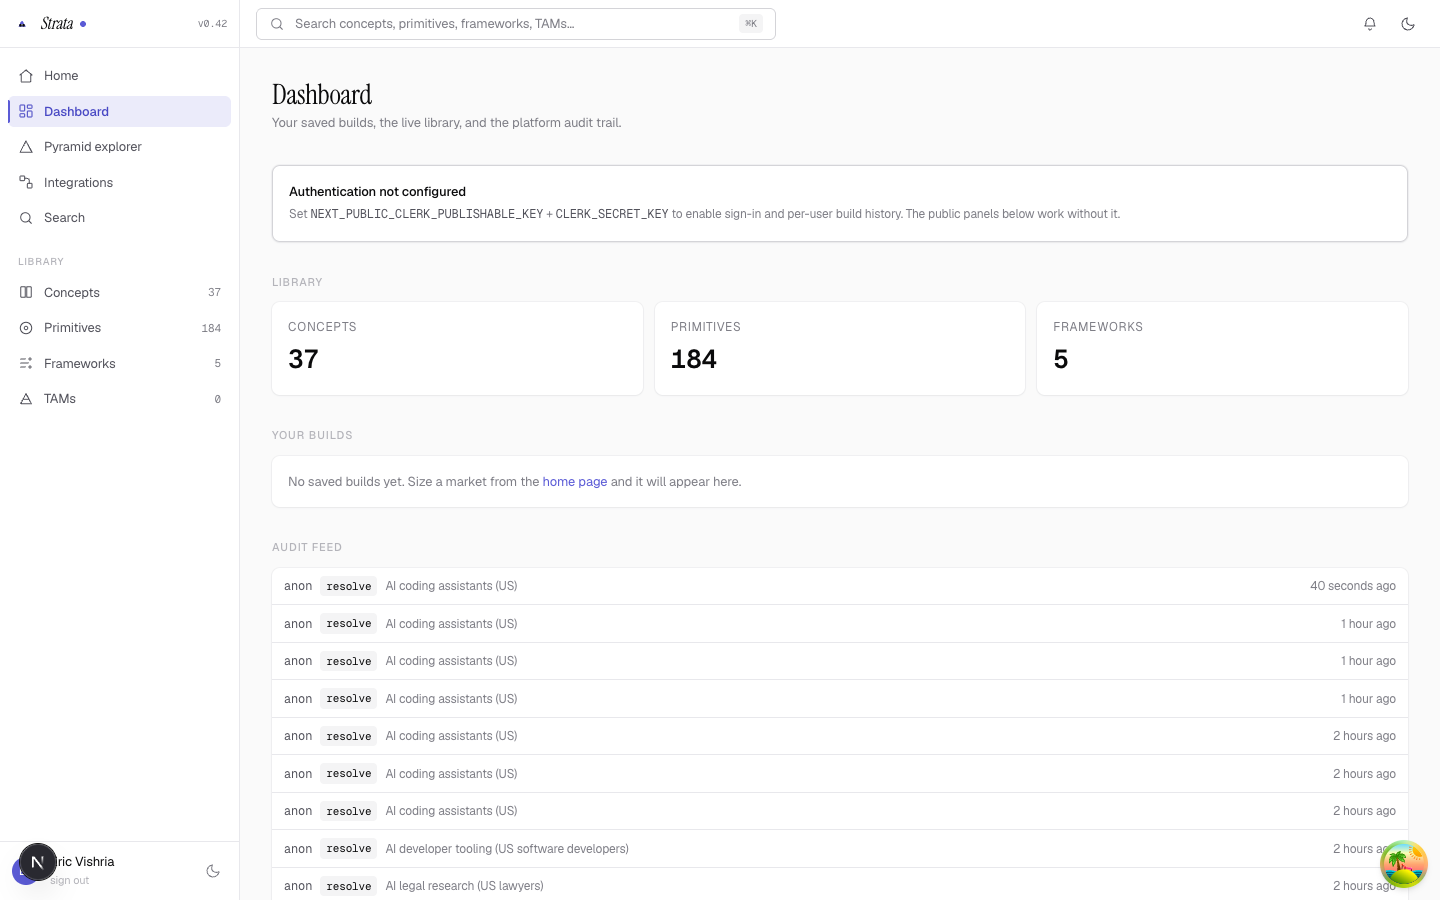 Strata
v0.42
Search concepts, primitives, frameworks, TAMs...
⌘K
Home
Dashboard
Pyramid explorer
Integrations
Search
LIBRARY
Concepts 37
Primitives 184
Frameworks 5
TAMs 0
N
ric Vishria
sign out
Dashboard
Your saved builds, the live library, and the platform audit trail.
Authentication not configured
Set NEXT_PUBLIC_CLERK_PUBLISHABLE_KEY + CLERK_SECRET_KEY to enable sign-in and per-user build history. The public panels below work without it.
LIBRARY
CONCEPTS
37
PRIMITIVES
184
FRAMEWORKS
5
YOUR BUILDS
No saved builds yet. Size a market from the home page and it will appear here.
AUDIT FEED
anon resolve AI coding assistants (US) 40 seconds ago
anon resolve AI coding assistants (US) 1 hour ago
anon resolve AI coding assistants (US) 1 hour ago
anon resolve AI coding assistants (US) 1 hour ago
anon resolve AI coding assistants (US) 2 hours ago
anon resolve AI coding assistants (US) 2 hours ago
anon resolve AI coding assistants (US) 2 hours ago
anon resolve AI developer tooling (US software developers) 2 hours ago
anon resolve AI legal research (US lawyers) 2 hours ago